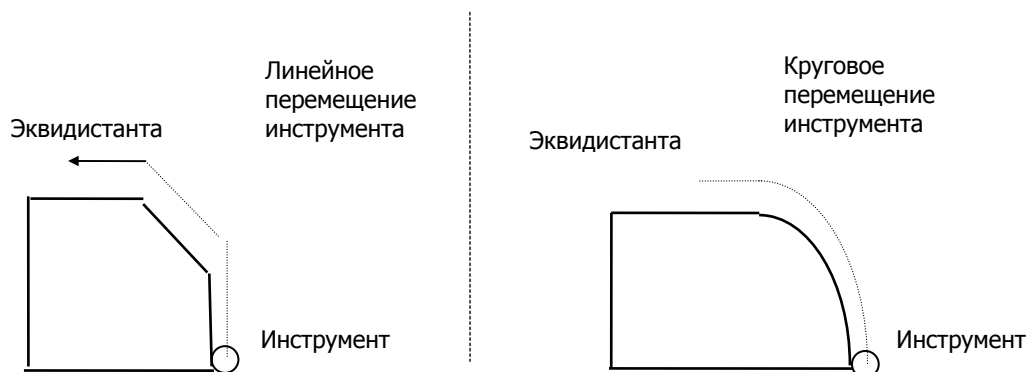 Линейное
перемещение
инструмента
Эквидистанта
Инструмент
Круговое
перемещение
инструмента
Эквидистанта
Инструмент